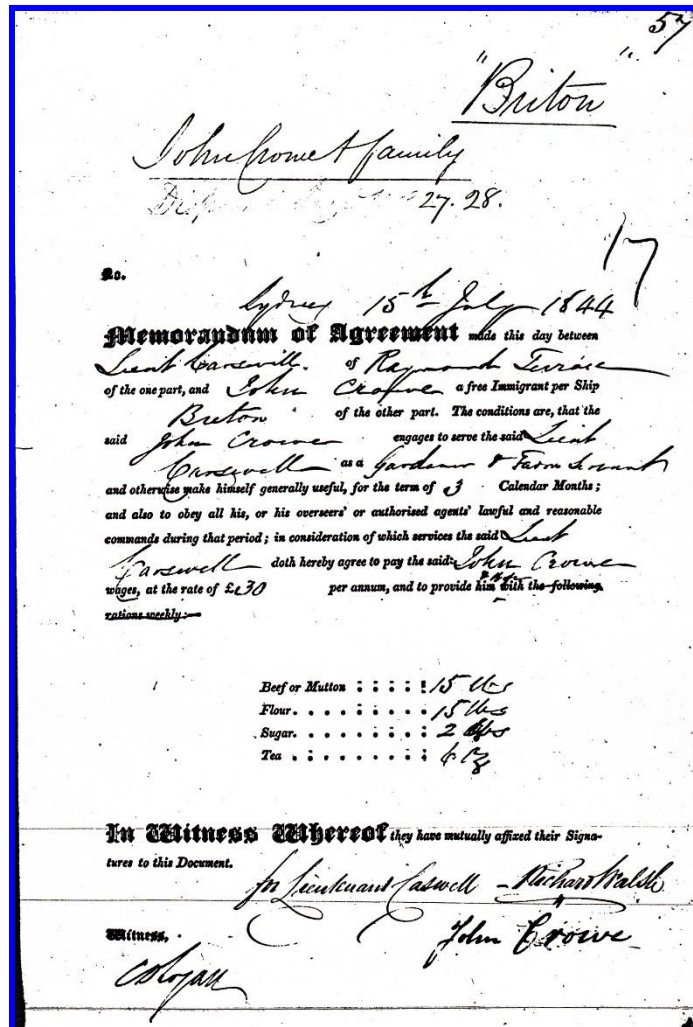 57
"Briton"
John Crowe & family
27. 28.
17
No.
Sydney 15th July 1844
Memorandum of Agreement made this day between
Lieut Carswell of Raymond Terrace
of the one part, and John Crowe a free Immigrant per Ship
Briton of the other part. The conditions are, that the
said John Crowe engages to serve the said Lieut
Carswell as a Gardener & Farm Servant
and otherwise make himself generally useful, for the term of 3 Calendar Months;
and also to obey all his, or his overseers' or authorised agents' lawful and reasonable
commands during that period; in consideration of which services the said Lieut
Carswell doth hereby agree to pay the said John Crowe
wages, at the rate of £30 per annum, and to provide him with the following
rations weekly:—
Beef or Mutton : : : : : 15 lbs
Flour. . . . . . . . . : 15 lbs
Sugar. . . . . . . . . : 2 lbs
Tea . . . . . . . . . :
In Witness Whereof they have mutually affixed their Signa-
tures to this Document.
for Lieutenant Caswell — Richard Walsh
Witness. John Crowe